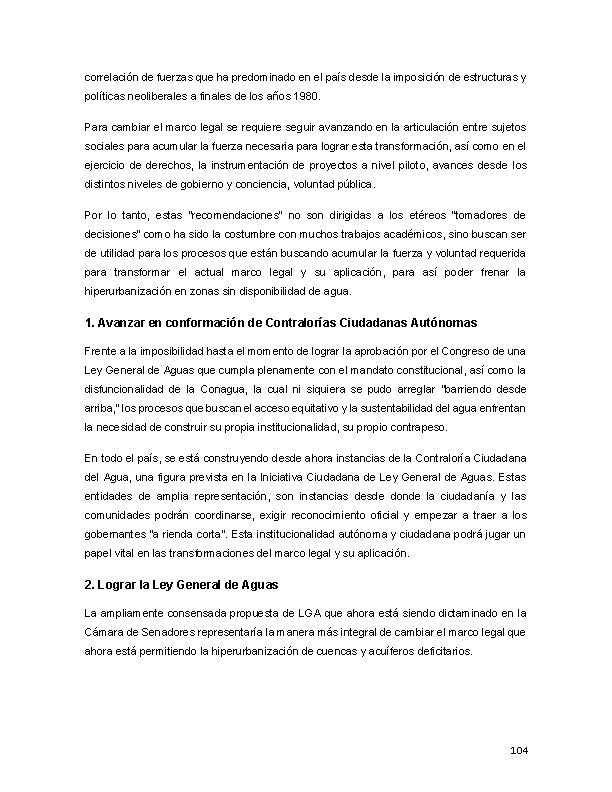 correlación de fuerzas que ha predominado en el país desde la imposición de estructuras y
políticas neoliberales a finales de los años 1980.
Para cambiar el marco legal se requiere seguir avanzando en la articulación entre sujetos
sociales para acumular la fuerza necesaria para lograr esta transformación, así como en el
ejercicio de derechos, la instrumentación de proyectos a nivel piloto, avances desde los
distintos niveles de gobierno y conciencia, voluntad pública.
Por lo tanto, estas "recomendaciones" no son dirigidas a los etéreos "tomadores de
decisiones" como ha sido la costumbre con muchos trabajos académicos, sino buscan ser
de utilidad para los procesos que están buscando acumular la fuerza y voluntad requerida
para transformar el actual marco legal y su aplicación, para así poder frenar la
hiperurbanización en zonas sin disponibilidad de agua.
1. Avanzar en conformación de Contralorías Ciudadanas Autónomas
Frente a la imposibilidad hasta el momento de lograr la aprobación por el Congreso de una
Ley General de Aguas que cumpla plenamente con el mandato constitucional, así como la
disfuncionalidad de la Conagua, la cual ni siquiera se pudo arreglar "barriendo desde
arriba," los procesos que buscan el acceso equitativo y la sustentabilidad del agua enfrentan
la necesidad de construir su propia institucionalidad, su propio contrapeso.
En todo el país, se está construyendo desde ahora instancias de la Contraloría Ciudadana
del Agua, una figura prevista en la Iniciativa Ciudadana de Ley General de Aguas. Estas
entidades de amplia representación, son instancias desde donde la ciudadanía y las
comunidades podrán coordinarse, exigir reconocimiento oficial y empezar a traer a los
gobernantes "a rienda corta". Esta institucionalidad autónoma y ciudadana podrá jugar un
papel vital en las transformaciones del marco legal y su aplicación.
2. Lograr la Ley General de Aguas
La ampliamente consensada propuesta de LGA que ahora está siendo dictaminado en la
Cámara de Senadores representaría la manera más integral de cambiar el marco legal que
ahora está permitiendo la hiperurbanización de cuencas y acuíferos deficitarios.
104